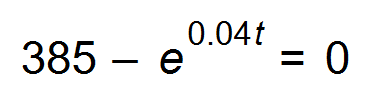 385 – e^{0.04t} = 0